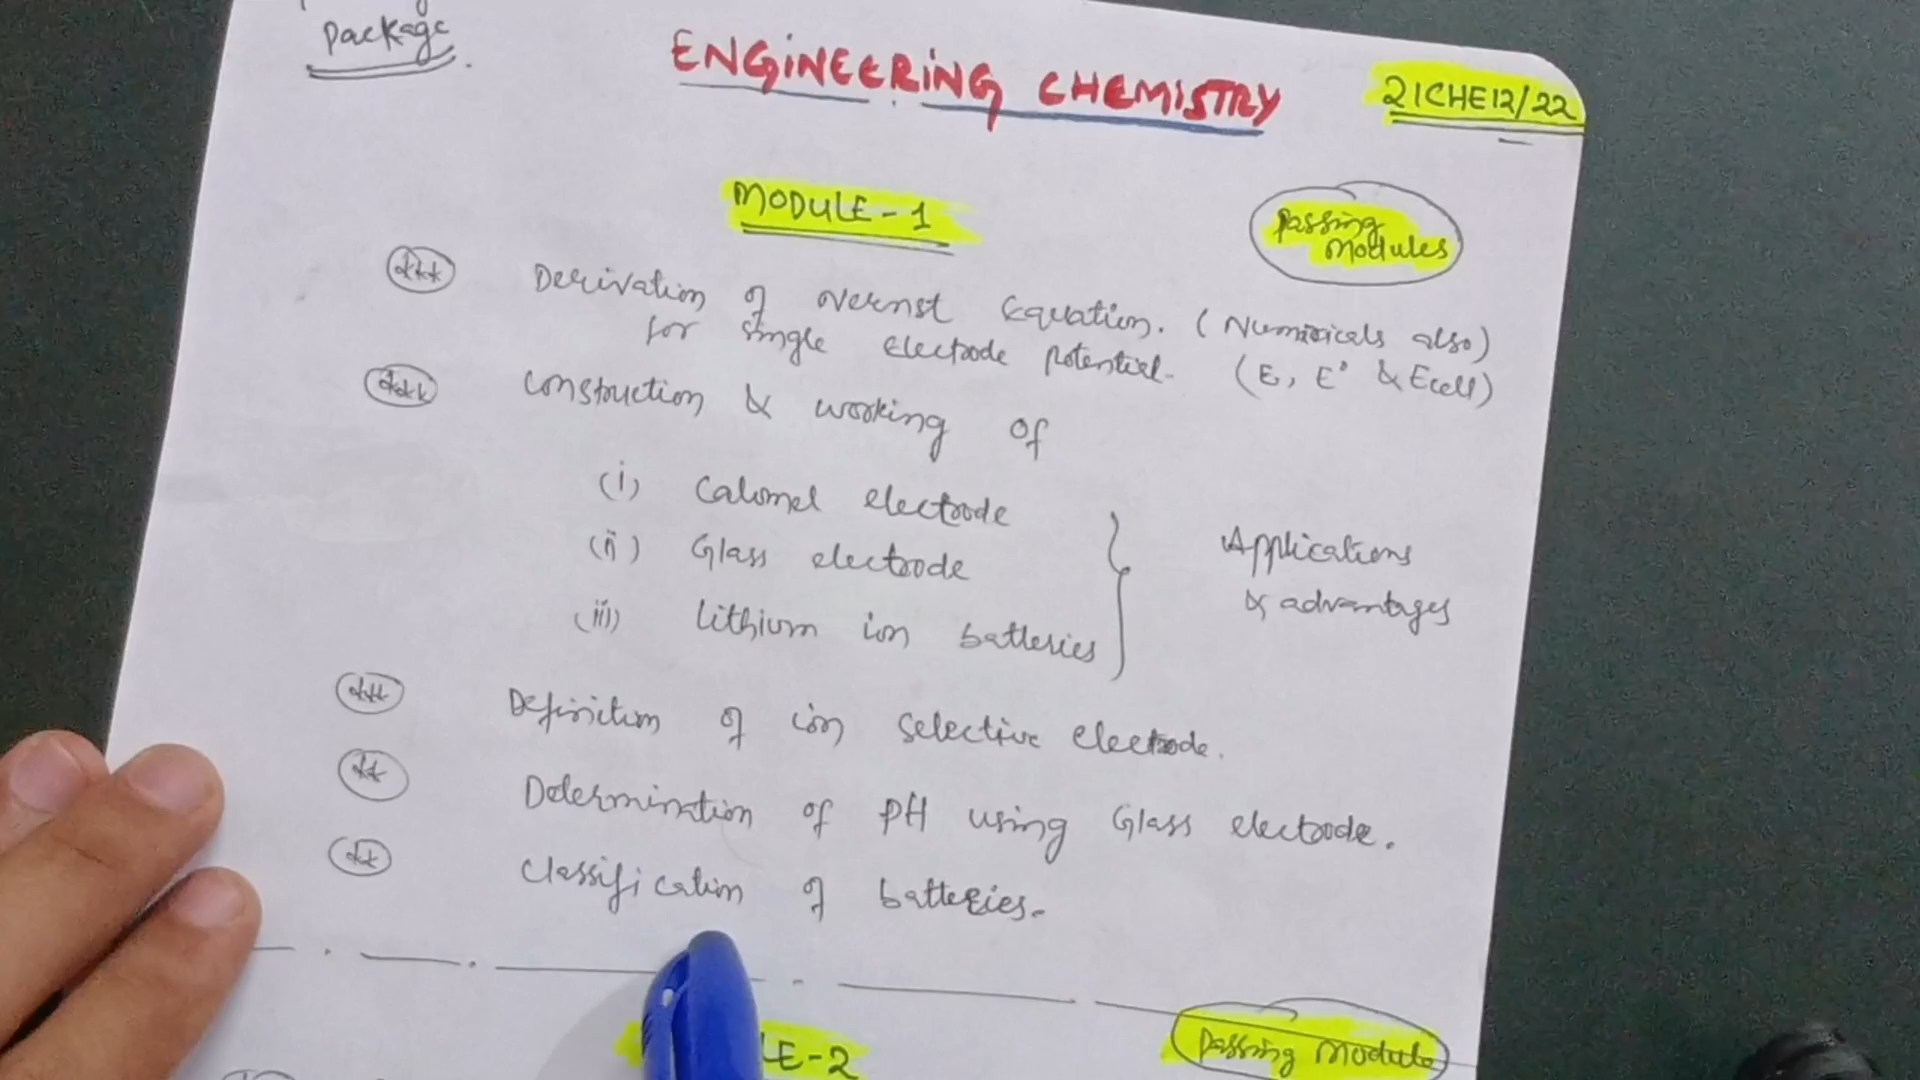 Package
ENGINEERING CHEMISTRY
21CHE12/22
MODULE-1
Passing Modules
*** Derivation of Nernst Equation. (Numericals also)
for single electrode potential. (E, E° & Ecell)
*** Construction & working of
(i) Calomel electrode
(ii) Glass electrode
(iii) lithium ion batteries
Applications
& advantages
*** Definition of ion selective electrode.
** Determination of PH using Glass electrode.
** Classification of batteries.
LE-2
Passing Module